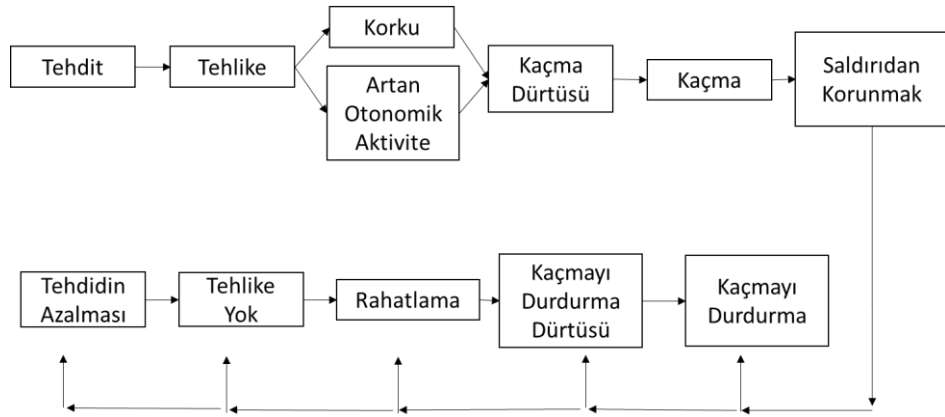 Tehdit
Tehlike
Korku
Artan
Otonomik
Aktivite
Kaçma
Dürtüsü
Kaçma
Saldırıdan
Korunmak
Tehdidin
Azalması
Tehlike
Yok
Rahatlama
Kaçmayı
Durdurma
Dürtüsü
Kaçmayı
Durdurma